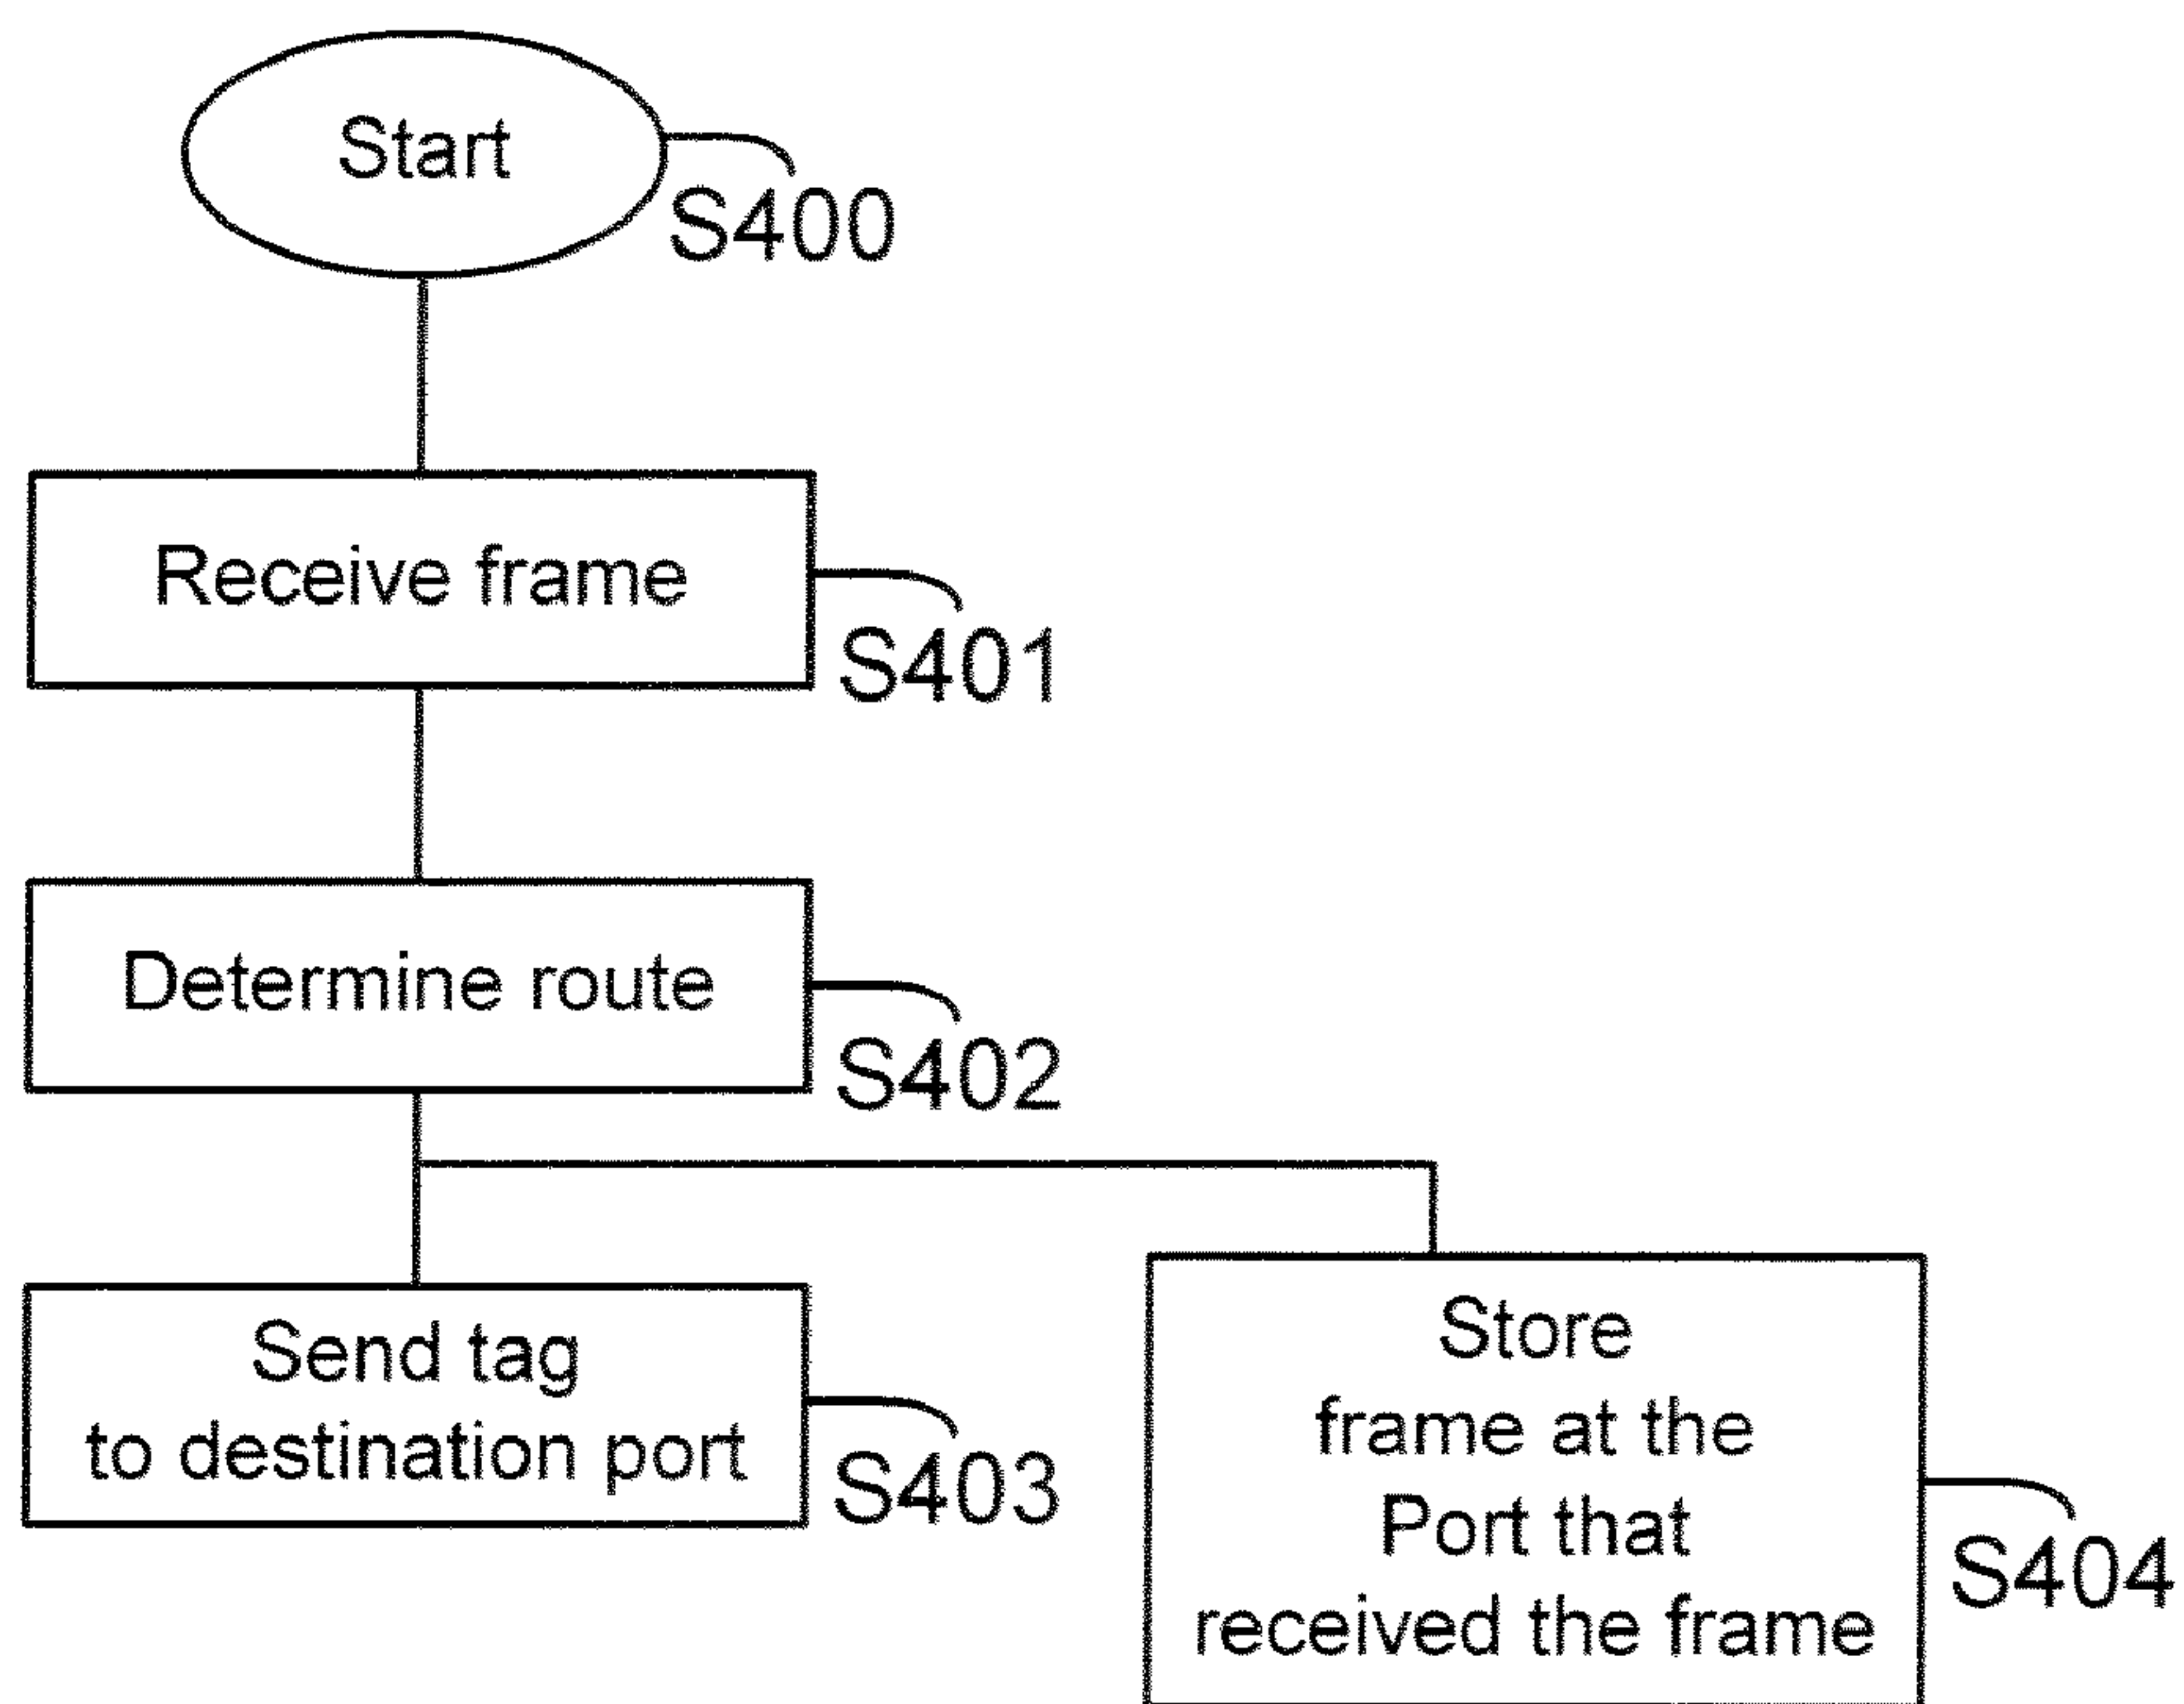 Start
S400
Receive frame
S401
Determine route
S402
Send tag
to destination port
S403
Store
frame at the
Port that
received the frame
S404